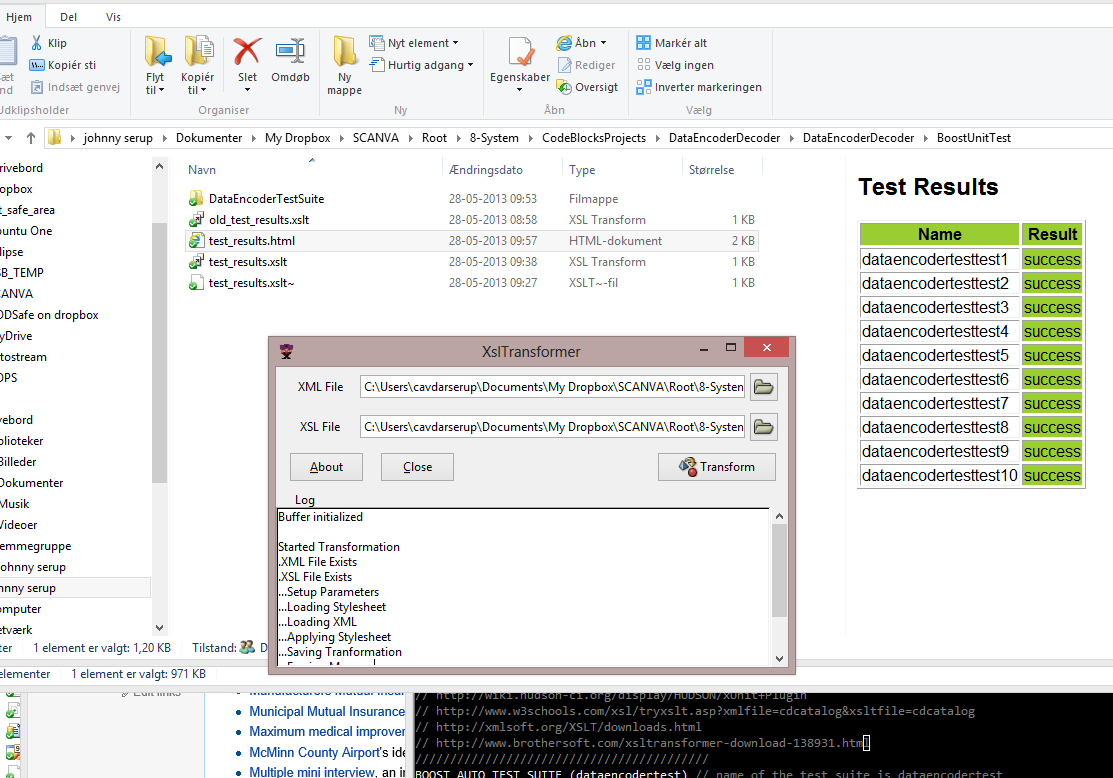 Hjem Del Vis
Klip
Kopiér sti
Indsæt genvej
Flyt til
Kopiér til
Slet
Omdøb
Organiser
Ny mappe
Nyt element
Hurtig adgang
Ny
Egenskaber
Åbn
Rediger
Oversigt
Åbn
Markér alt
Vælg ingen
Inverter markeringen
Vælg
johnny serup Dokumenter My Dropbox SCANVA Root 8-System CodeBlocksProjects DataEncoderDecoder DataEncoderDecoder BoostUnitTest
Navn Ændringsdato Type Størrelse
DataEncoderTestSuite 28-05-2013 09:53 Filmappe
old_test_results.xslt 28-05-2013 08:58 XSL Transform 1 KB
test_results.html 28-05-2013 09:57 HTML-dokument 2 KB
test_results.xslt 28-05-2013 09:38 XSL Transform 1 KB
test_results.xslt~ 28-05-2013 09:27 XSLT~-fil 1 KB
rivebord
opbox
t_safe_area
buntu One
lipse
SB_TEMP
CANVA
DDSafe on dropbox
yDrive
tostream
OPS
vebord
blioteker
Billeder
Dokumenter
Musik
Videoer
emmegruppe
ohnny serup
hnny serup
omputer
etværk
Test Results
Name Result
dataencodertesttest1 success
dataencodertesttest2 success
dataencodertesttest3 success
dataencodertesttest4 success
dataencodertesttest5 success
dataencodertesttest6 success
dataencodertesttest7 success
dataencodertesttest8 success
dataencodertesttest9 success
dataencodertesttest10 success
XslTransformer
XML File C:\Users\cavdarserup\Documents\My Dropbox\SCANVA\Root\8-System
XSL File C:\Users\cavdarserup\Documents\My Dropbox\SCANVA\Root\8-System
About Close Transform
Log
Buffer initialized
Started Transformation
.XML File Exists
.XSL File Exists
...Setup Parameters
...Loading Stylesheet
...Loading XML
...Applying Stylesheet
...Saving Tranformation
ter 1 element er valgt: 1,20 KB Tilstand: D
elementer 1 element er valgt: 971 KB
Edit links
Manufacturers Mutual Insur
Municipal Mutual Insurance
Maximum medical improver
McMinn County Airport's ide
Multiple mini interview, an in
// http://wiki.hudson-ci.org/display/HUDSON/xUnit+Plugin
// http://www.w3schools.com/xsl/tryxslt.asp?xmlfile=cdcatalog&xsltfile=cdcatalog
// http://xmlsoft.org/XSLT/downloads.html
// http://www.brothersoft.com/xsltransformer-download-138931.html
//////////////////////////////////////////
BOOST_AUTO_TEST_SUITE (dataencodertest) // name of the test suite is dataencodertest